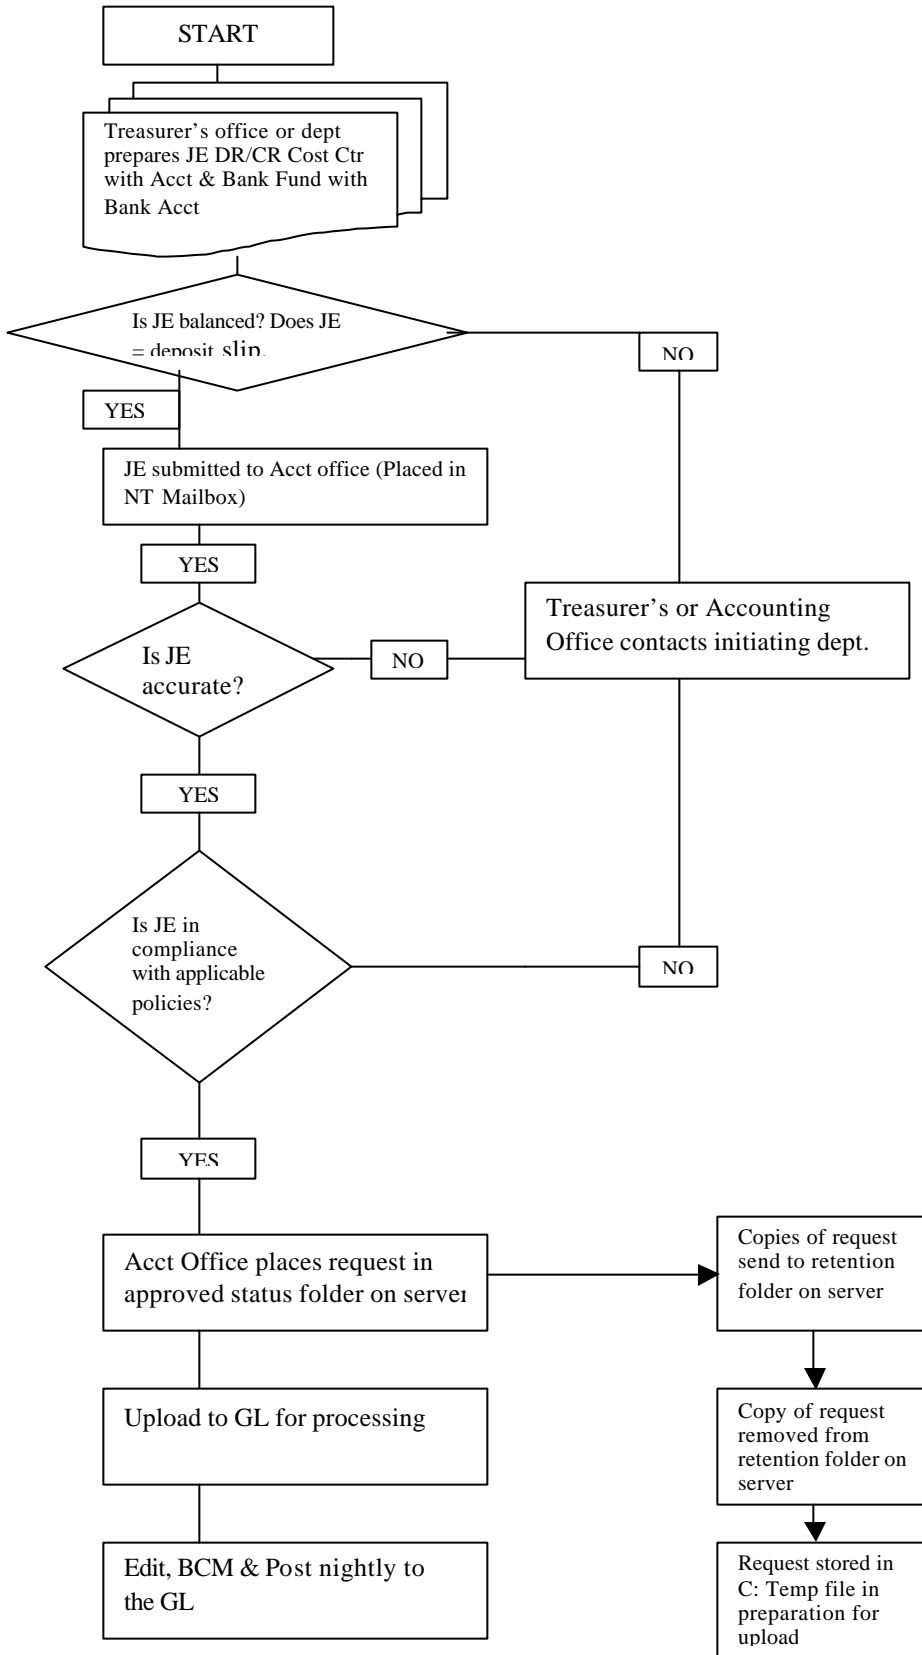 START
Treasurer's office or dept
prepares JE DR/CR Cost Ctr
with Acct & Bank Fund with
Bank Acct
Is JE balanced? Does JE
= deposit slip.
NO
YES
JE submitted to Acct office (Placed in
NT Mailbox)
YES
Treasurer's or Accounting
Office contacts initiating dept.
Is JE
accurate?
NO
YES
Is JE in
compliance
with applicable
policies?
NO
YES
Acct Office places request in
approved status folder on server
Copies of request
send to retention
folder on server
Upload to GL for processing
Copy of request
removed from
retention folder on
server
Edit, BCM & Post nightly to
the GL
Request stored in
C: Temp file in
preparation for
upload